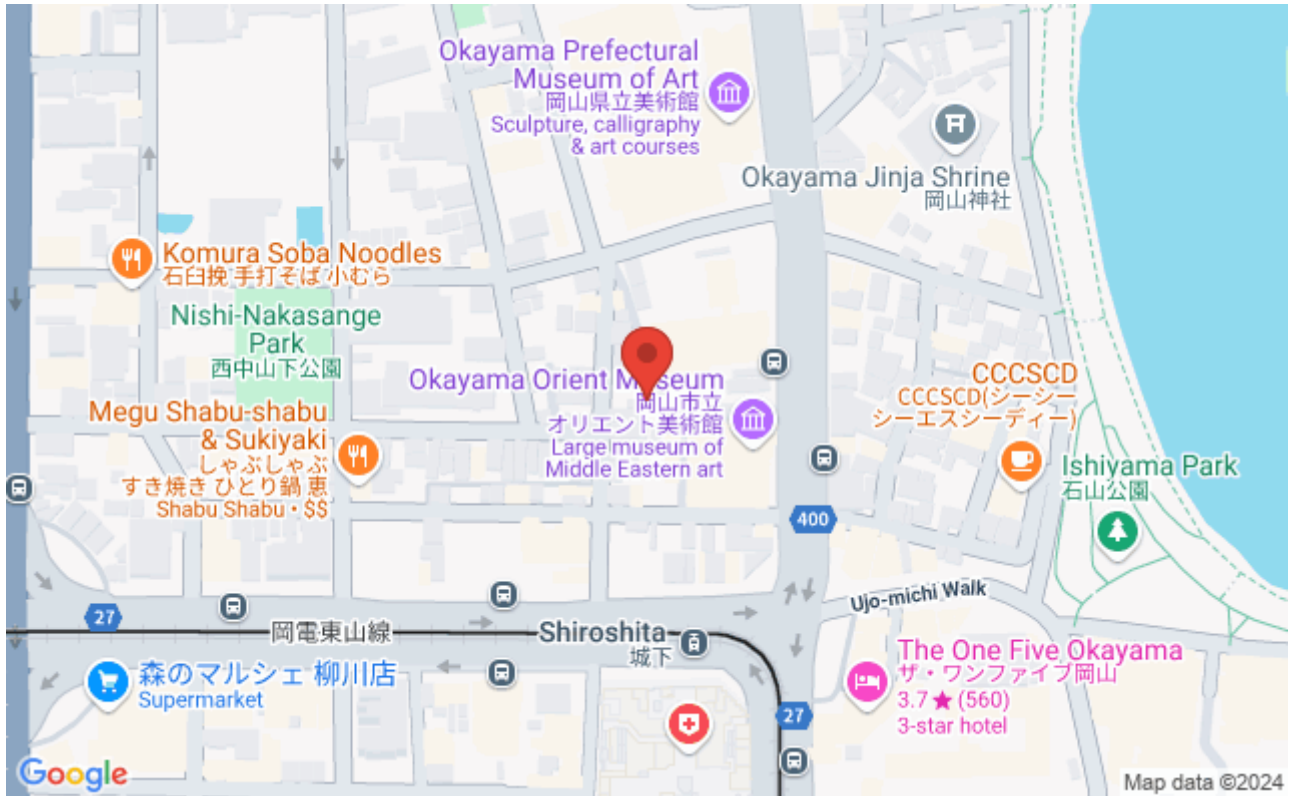 Okayama Prefectural
Museum of Art
岡山県立美術館
Sculpture, calligraphy
& art courses
Okayama Jinja Shrine
岡山神社
Komura Soba Noodles
石臼挽 手打そば 小むら
Nishi-Nakasange
Park
西中山下公園
Okayama Orient Museum
岡山市立
オリエント美術館
Large museum of
Middle Eastern art
CCCSCD
CCCSCD(シーシー
シーエスシーディー)
Megu Shabu-shabu
& Sukiyaki
しゃぶしゃぶ
すき焼き ひとり鍋 恵
Shabu Shabu • $$
Ishiyama Park
石山公園
400
Ujo-michi Walk
27
岡電東山線
Shiroshita
城下
The One Five Okayama
ザ・ワンファイブ岡山
3.7 ★ (560)
3-star hotel
森のマルシェ 柳川店
Supermarket
27
Google
Map data ©2024